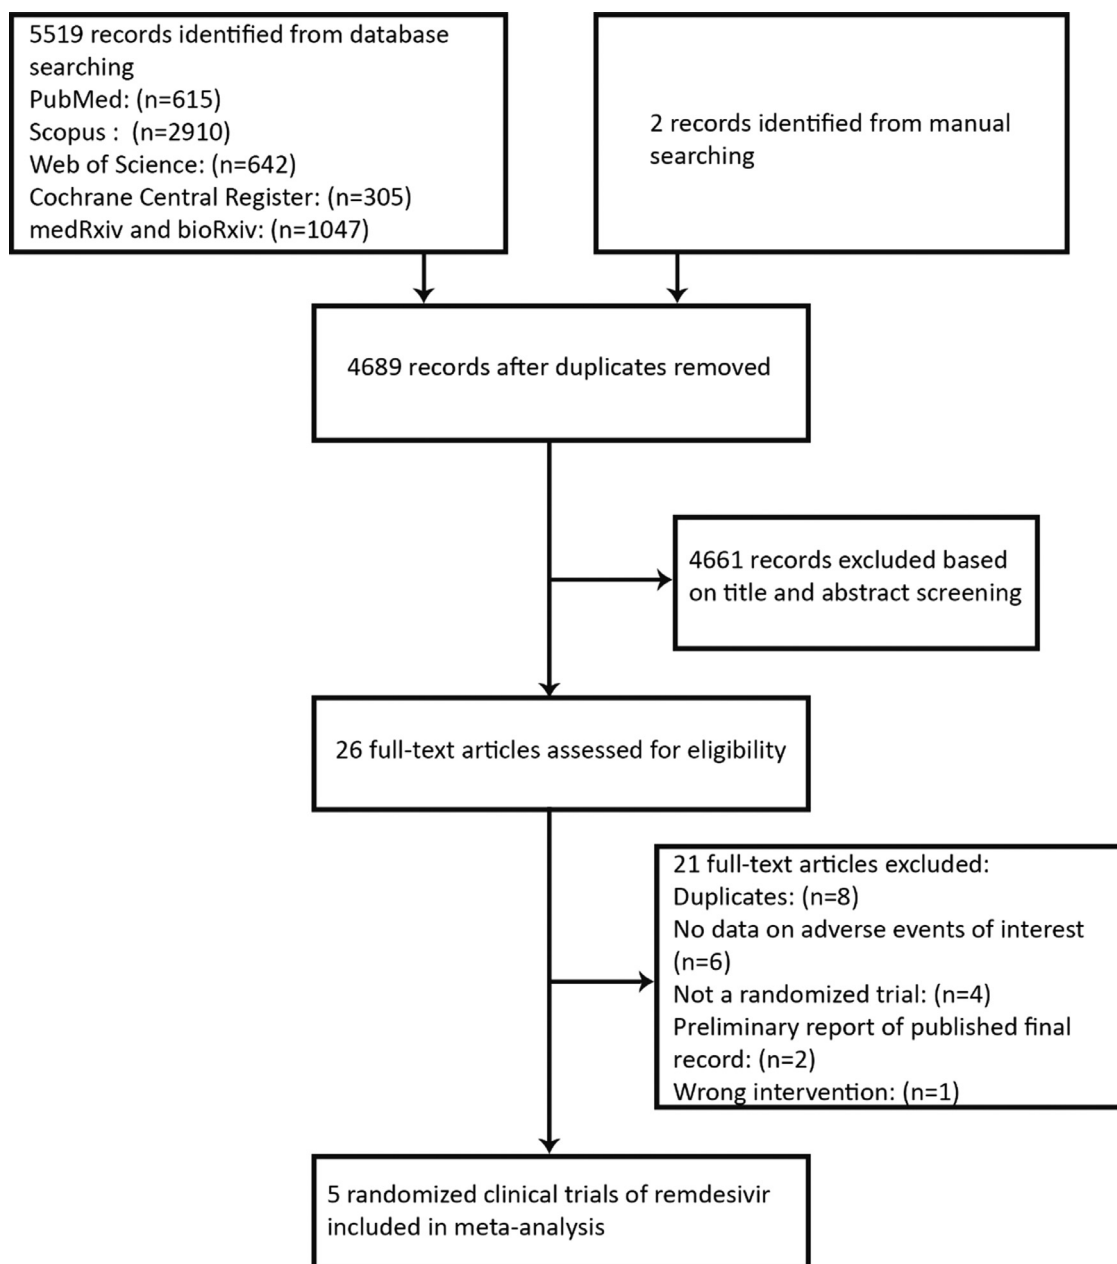 5519 records identified from database
searching
PubMed: (n=615)
Scopus :  (n=2910)
Web of Science: (n=642)
Cochrane Central Register: (n=305)
medRxiv and bioRxiv: (n=1047)
2 records identified from manual
searching
4689 records after duplicates removed
4661 records excluded based
on title and abstract screening
26 full-text articles assessed for eligibility
21 full-text articles excluded:
Duplicates: (n=8)
No data on adverse events of interest
(n=6)
Not a randomized trial: (n=4)
Preliminary report of published final
record: (n=2)
Wrong intervention: (n=1)
5 randomized clinical trials of remdesivir
included in meta-analysis